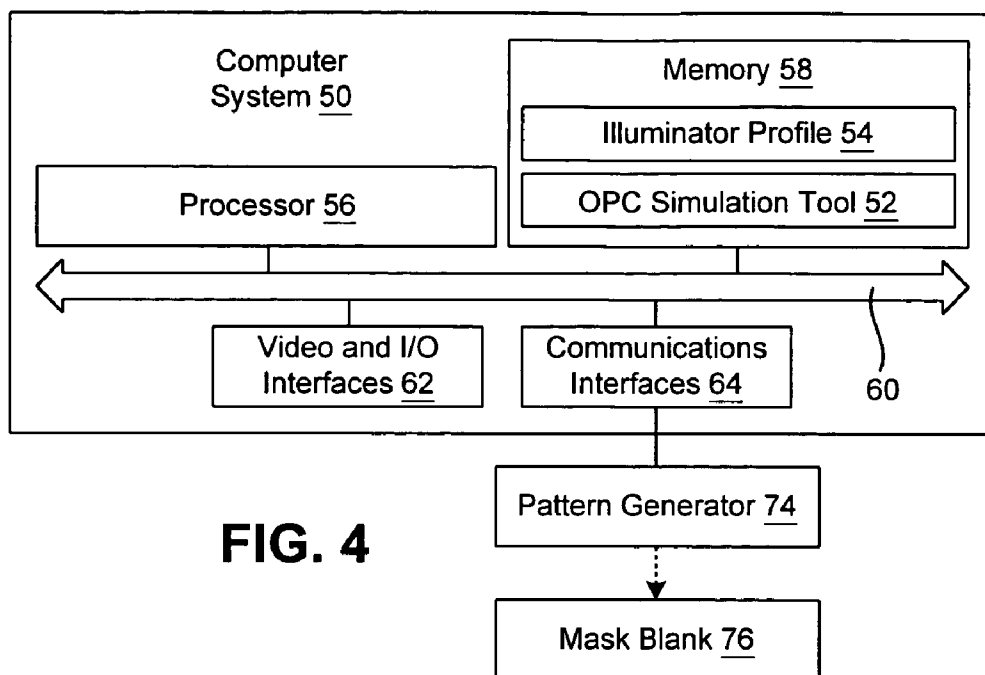 Computer
System 50
Memory 58
Illuminator Profile 54
OPC Simulation Tool 52
Processor 56
Video and I/O
Interfaces 62
Communications
Interfaces 64
60
Pattern Generator 74
FIG. 4
Mask Blank 76